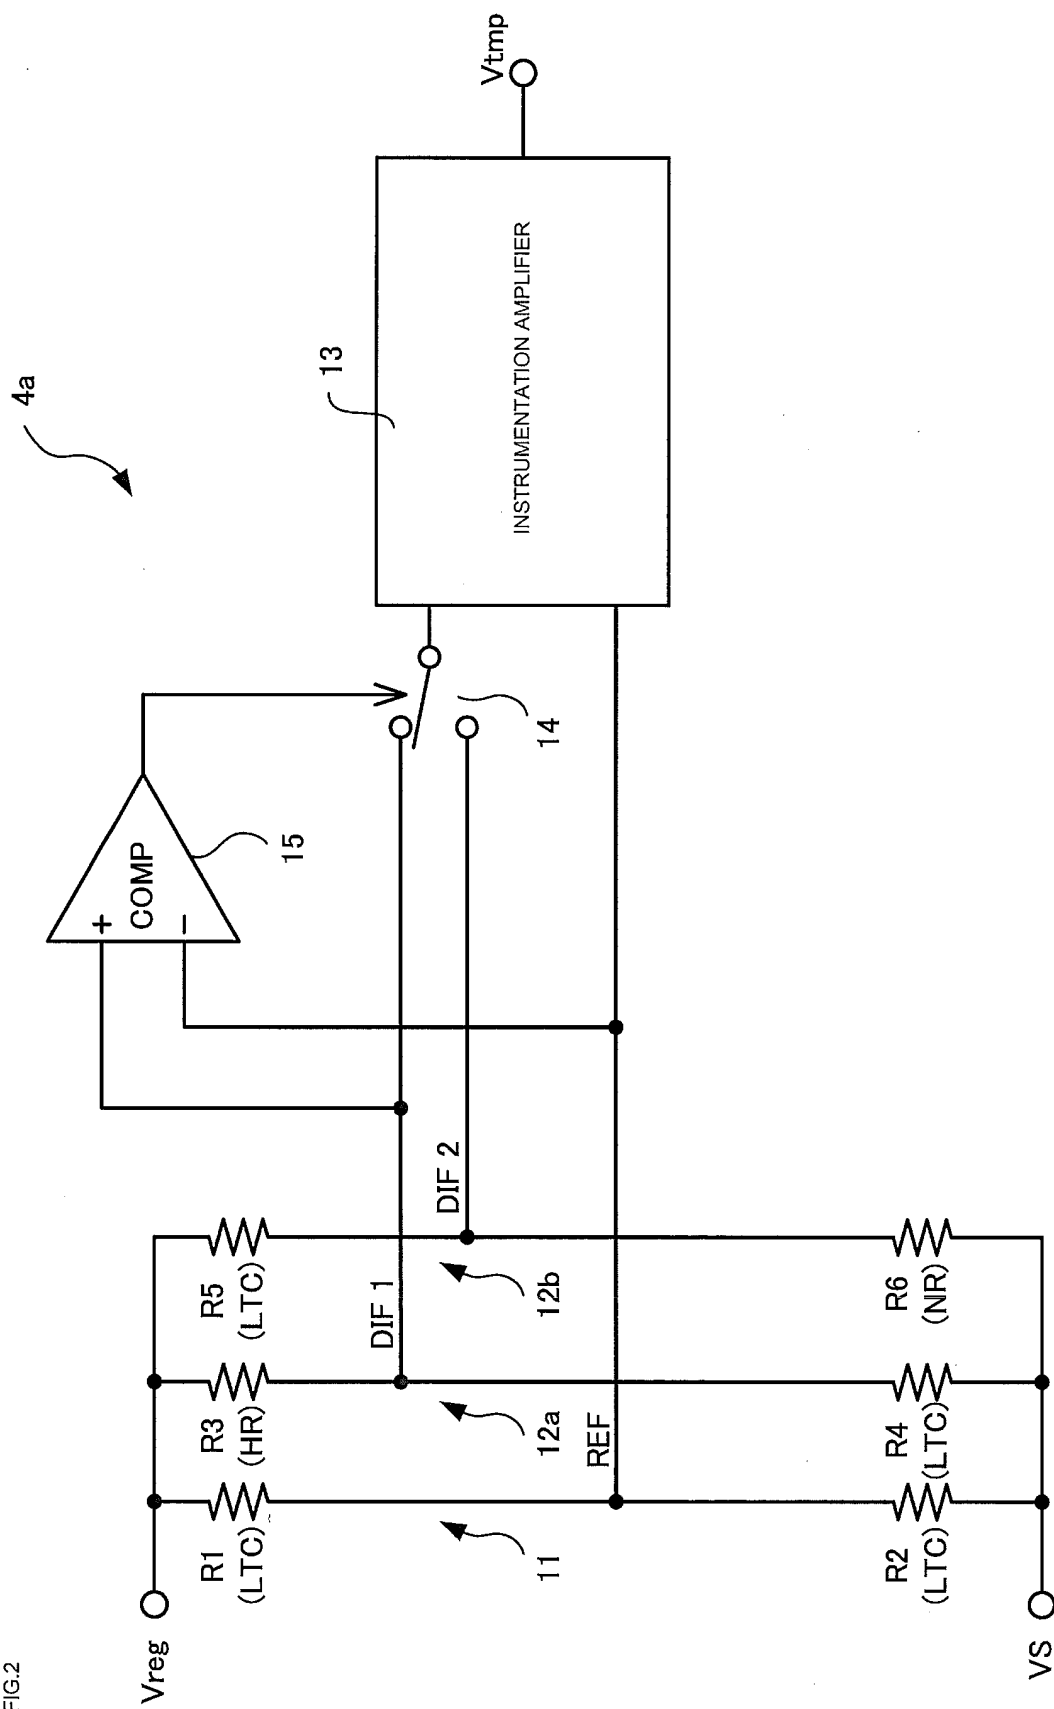 FIG.2
4a
Vreg
R1
(LTC)
R3
(HR)
R5
(LTC)
11
12a
12b
DIF 1
DIF 2
REF
R2
(LTC)
R4
(LTC)
R6
(NR)
VS
+
−
COMP
15
14
13
INSTRUMENTATION AMPLIFIER
Vtmp